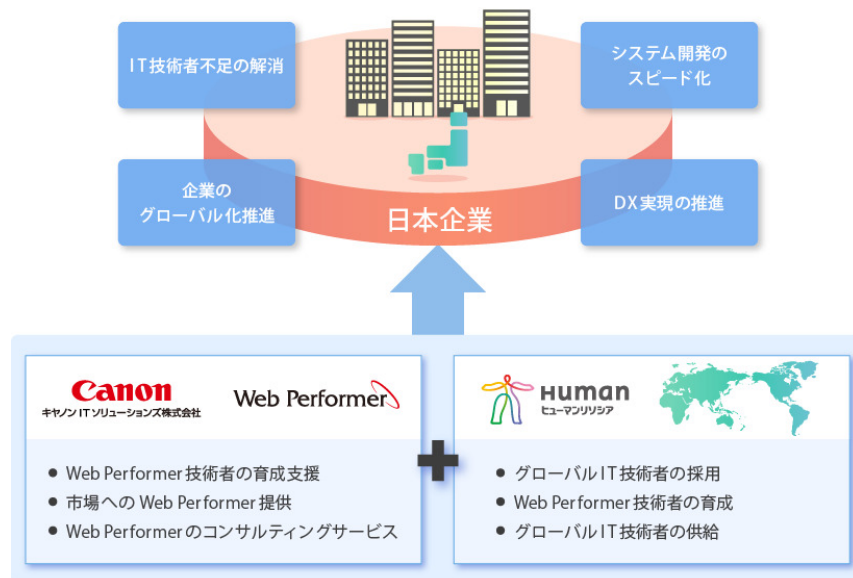 IT技術者不足の解消
システム開発の
スピード化
企業の
グローバル化推進
DX実現の推進
日本企業
Canon
キヤノンITソリューションズ株式会社
Web Performer
Human
ヒューマンリソシア
+
● Web Performer技術者の育成支援
● 市場へのWeb Performer提供
● Web Performerのコンサルティングサービス
● グローバルIT技術者の採用
● Web Performer技術者の育成
● グローバルIT技術者の供給